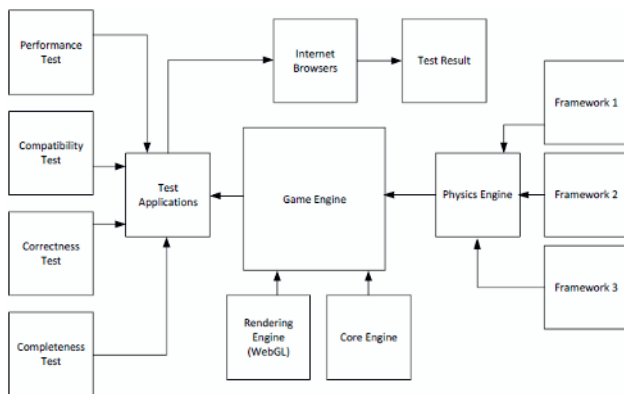 Performance
Test
Internet
Browsers
Test Result
Framework 1
Compatibility
Test
Test
Applications
Game Engine
Physics Engine
Framework 2
Correctness
Test
Framework 3
Completeness
Test
Rendering
Engine
(WebGL)
Core Engine